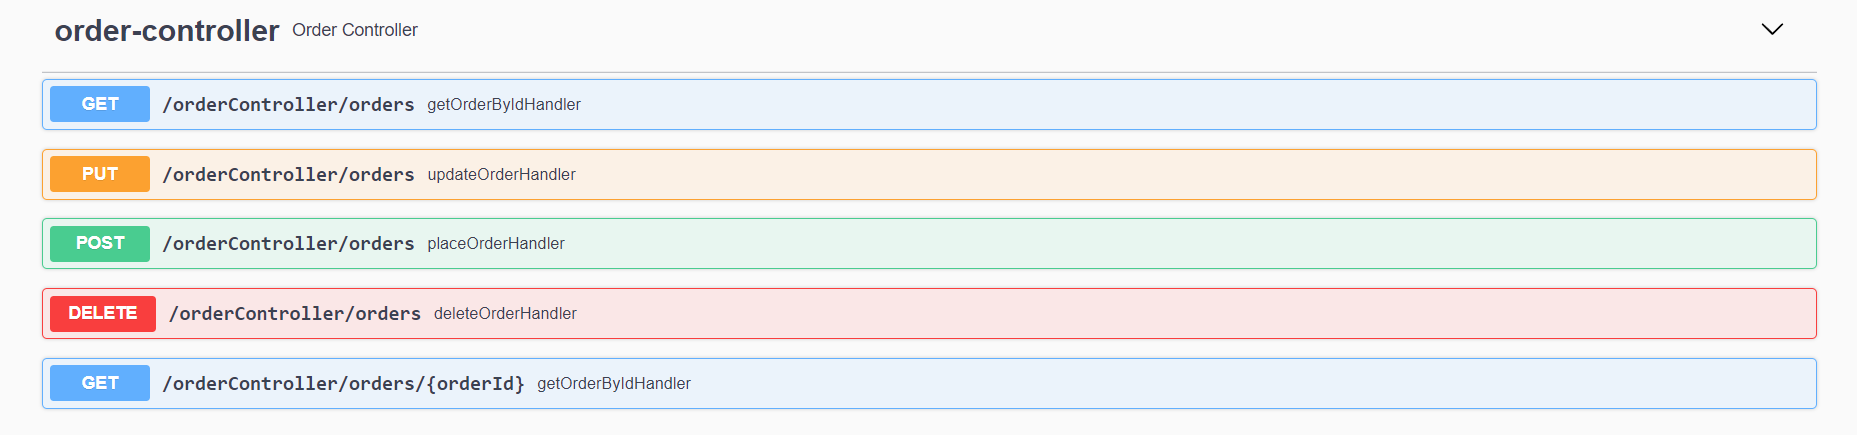 order-controller Order Controller
GET /orderController/orders getOrderByIdHandler
PUT /orderController/orders updateOrderHandler
POST /orderController/orders placeOrderHandler
DELETE /orderController/orders deleteOrderHandler
GET /orderController/orders/{orderId} getOrderByIdHandler